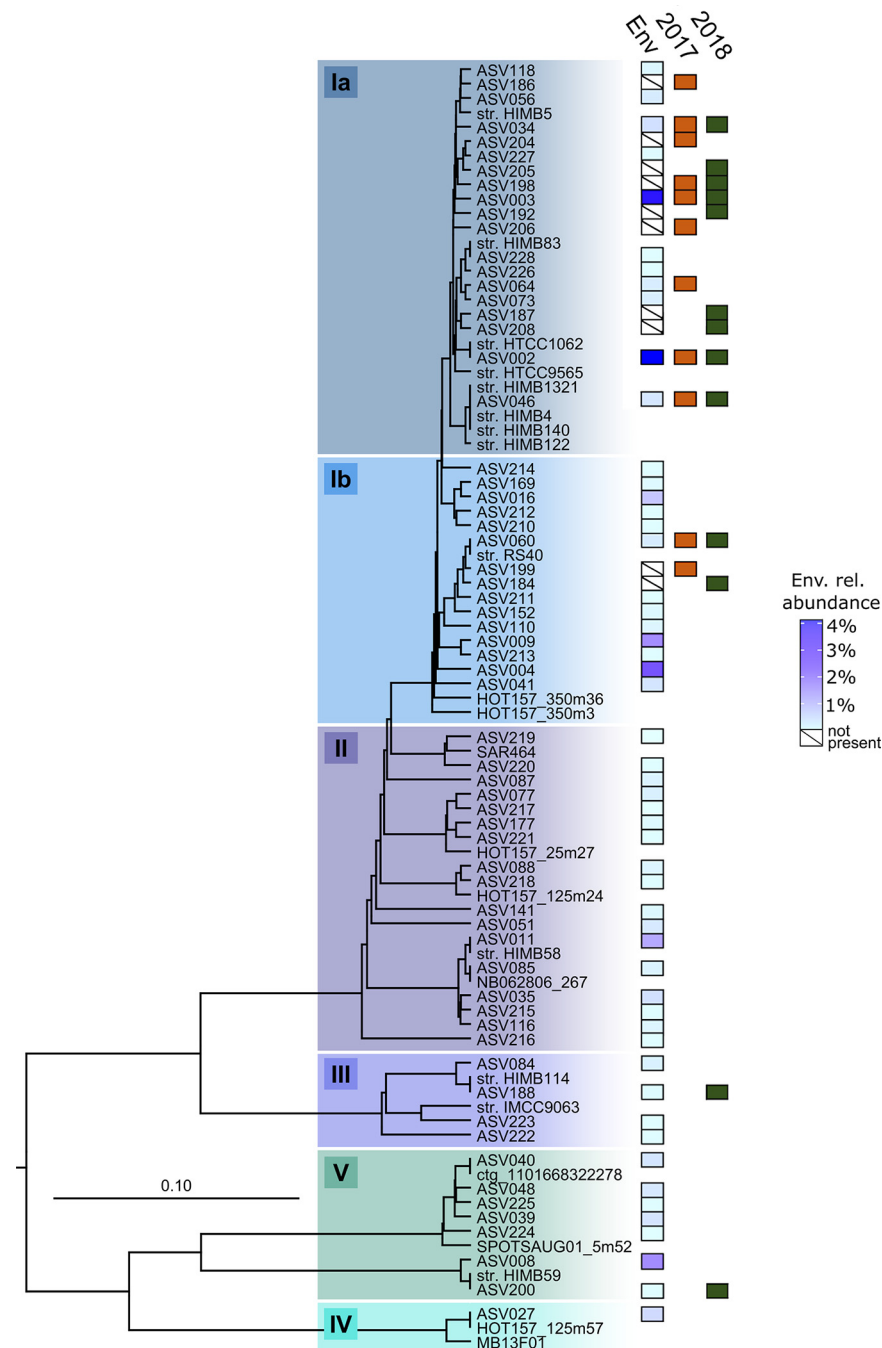 Env 2017 2018
Ia
ASV118
ASV186
ASV056
str. HIMB5
ASV034
ASV204
ASV227
ASV205
ASV198
ASV003
ASV192
ASV206
str. HIMB83
ASV228
ASV226
ASV064
ASV073
ASV187
ASV208
str. HTCC1062
ASV002
str. HTCC9565
str. HIMB1321
ASV046
str. HIMB4
str. HIMB140
str. HIMB122
Ib
ASV214
ASV169
ASV016
ASV212
ASV210
ASV060
str. RS40
ASV199
ASV184
ASV211
ASV152
ASV110
ASV009
ASV213
ASV004
ASV041
HOT157_350m36
HOT157_350m3
II
ASV219
SAR464
ASV220
ASV087
ASV077
ASV217
ASV177
ASV221
HOT157_25m27
ASV088
ASV218
HOT157_125m24
ASV141
ASV051
ASV011
str. HIMB58
ASV085
NB062806_267
ASV035
ASV215
ASV116
ASV216
III
ASV084
str. HIMB114
ASV188
str. IMCC9063
ASV223
ASV222
V
ASV040
ctg_1101668322278
ASV048
ASV225
ASV039
ASV224
SPOTSAUG01_5m52
ASV008
str. HIMB59
ASV200
IV
ASV027
HOT157_125m57
MB13F01
0.10
Env. rel.
abundance
4%
3%
2%
1%
not
present